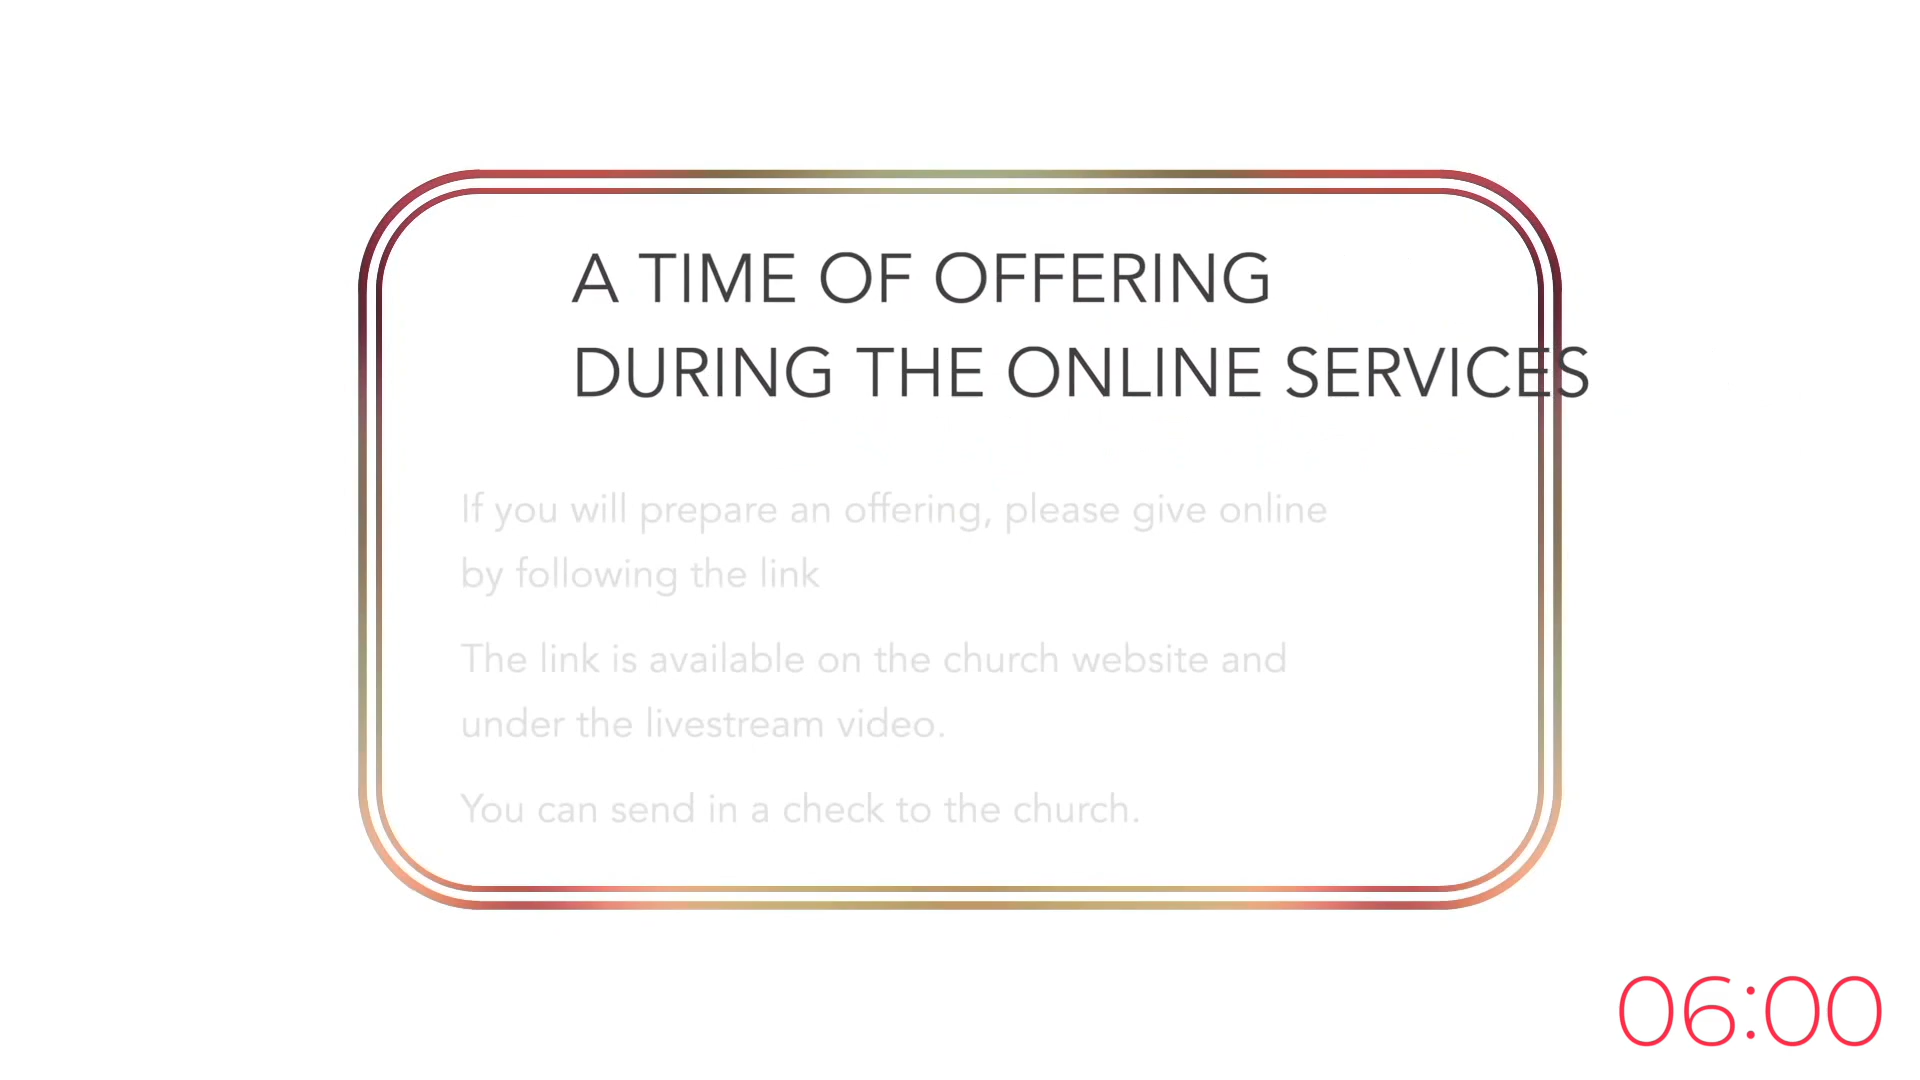 A TIME OF OFFERING
DURING THE ONLINE SERVICES
If you will prepare an offering, please give online
by following the link
The link is available on the church website and
under the livestream video.
You can send in a check to the church.
06:00